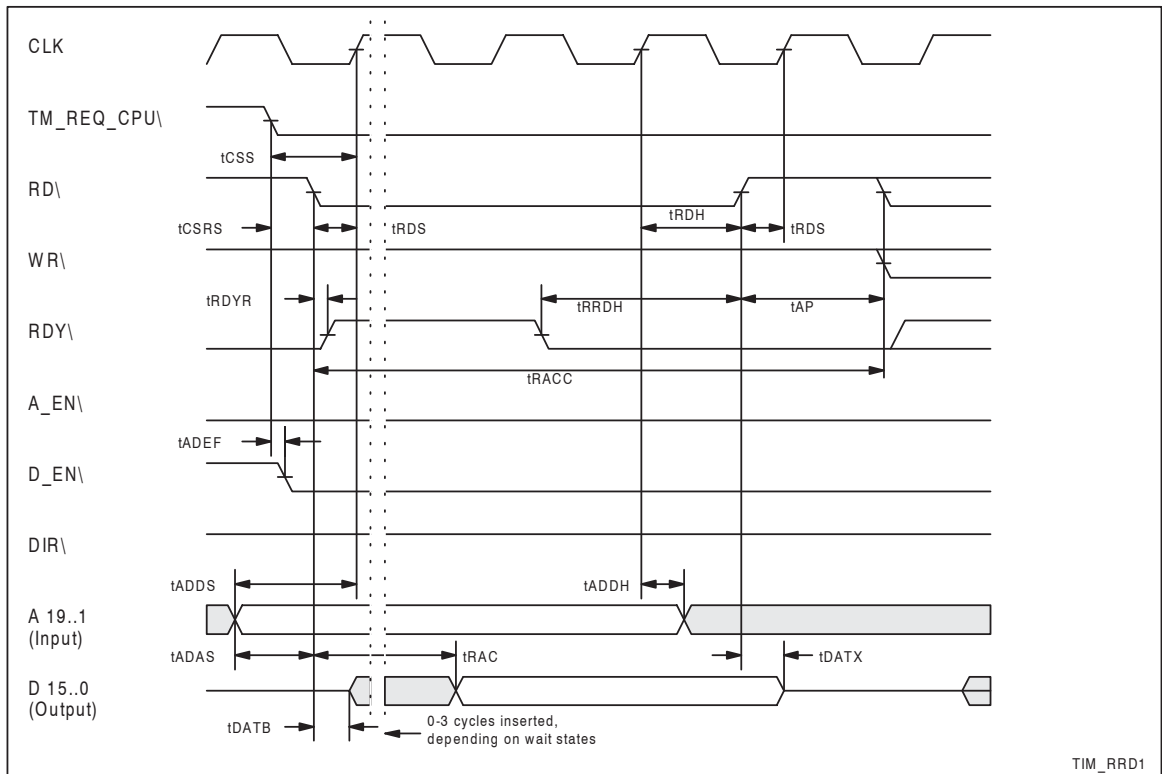 CLK
TM_REQ_CPU\
tCSS
RD\
tRDH
tCSRS
tRDS
tRDS
WR\
tRDYR
tRRDH
tAP
RDY\
tRACC
A_EN\
tADEF
D_EN\
DIR\
tADDS
tADDH
A 19..1
(Input)
tADAS
tRAC
tDATX
D 15..0
(Output)
tDATB
0-3 cycles inserted,
depending on wait states
TIM_RRD1